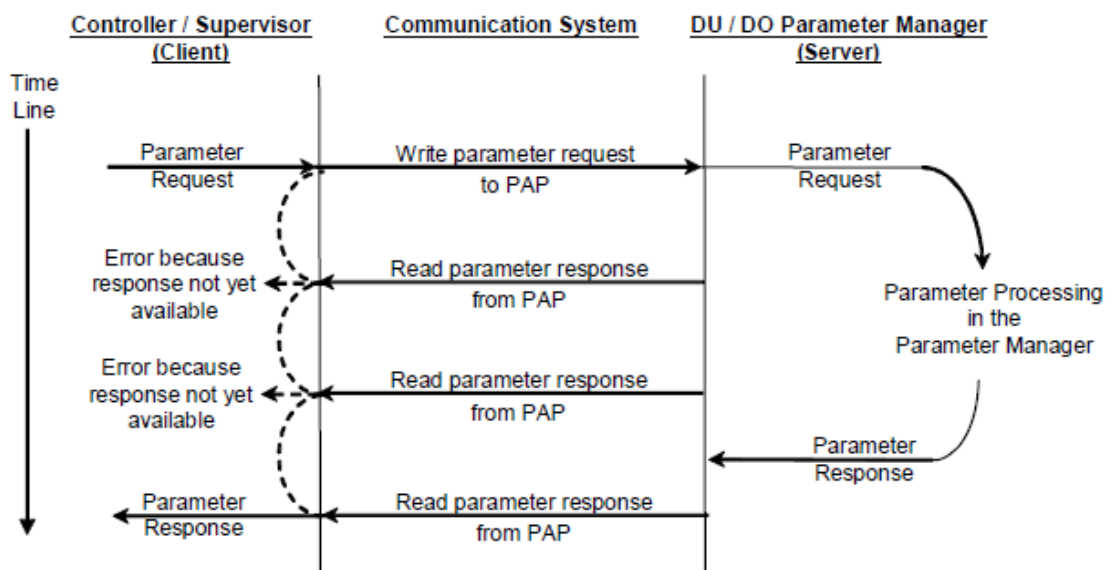 Controller / Supervisor
(Client)
Communication System
DU / DO Parameter Manager
(Server)
Time
Line
Parameter
Request
Write parameter request
to PAP
Parameter
Request
Error because
response not yet
available
Read parameter response
from PAP
Parameter Processing
in the
Parameter Manager
Error because
response not yet
available
Read parameter response
from PAP
Parameter
Response
Parameter
Response
Read parameter response
from PAP